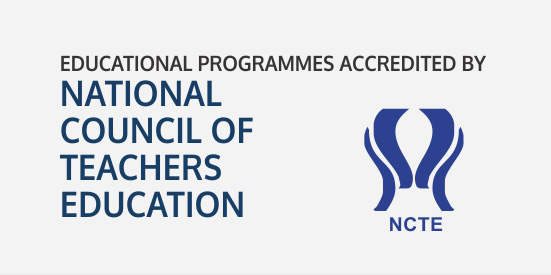 EDUCATIONAL PROGRAMMES ACCREDITED BY
NATIONAL
COUNCIL OF
TEACHERS
EDUCATION
NCTE